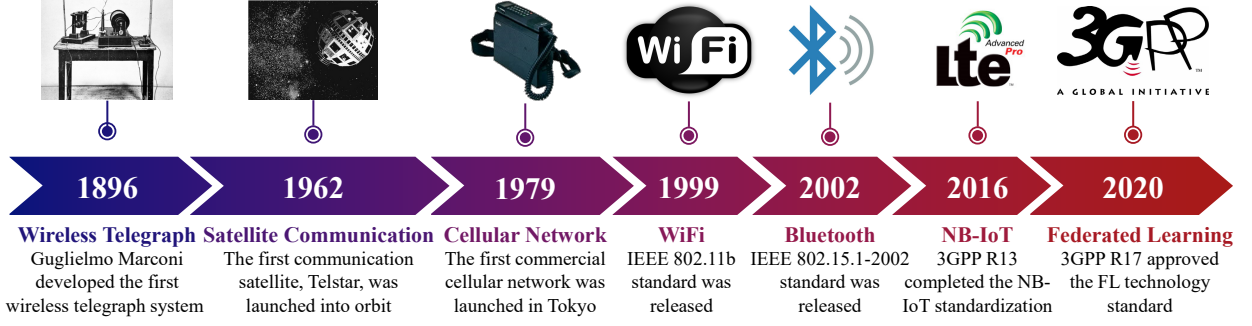 WiFi
Advanced
Pro
Lte
™
3GPP
™
A GLOBAL INITIATIVE
1896
1962
1979
1999
2002
2016
2020
Wireless Telegraph
Guglielmo Marconi
developed the first
wireless telegraph system
Satellite Communication
The first communication
satellite, Telstar, was
launched into orbit
Cellular Network
The first commercial
cellular network was
launched in Tokyo
WiFi
IEEE 802.11b
standard was
released
Bluetooth
IEEE 802.15.1-2002
standard was
released
NB-IoT
3GPP R13
completed the NB-
IoT standardization
Federated Learning
3GPP R17 approved
the FL technology
standard